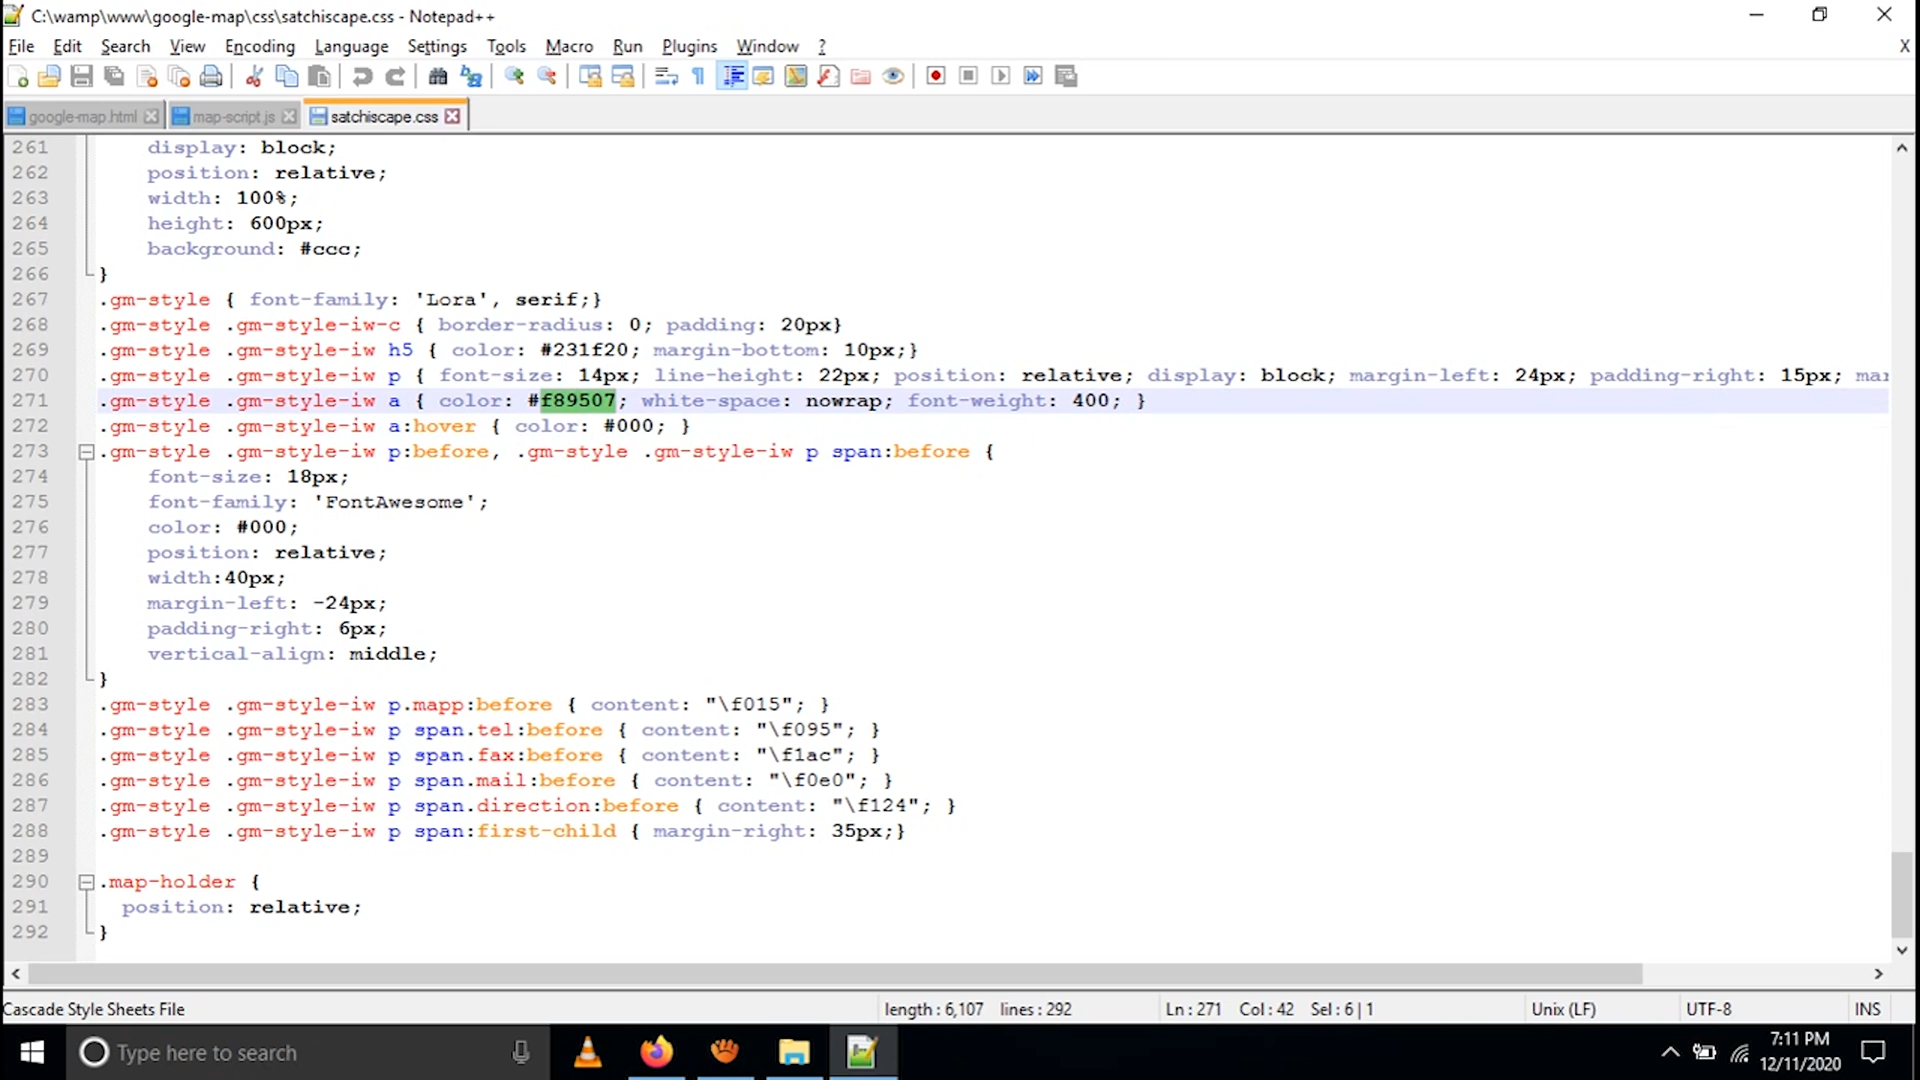 C:\wamp\www\google-map\css\satchiscape.css - Notepad++
File Edit Search View Encoding Language Settings Tools Macro Run Plugins Window ? X
google-map.html map-script.js satchiscape.css
261 display: block;
262 position: relative;
263 width: 100%;
264 height: 600px;
265 background: #ccc;
266 }
267 .gm-style { font-family: 'Lora', serif;}
268 .gm-style .gm-style-iw-c { border-radius: 0; padding: 20px}
269 .gm-style .gm-style-iw h5 { color: #231f20; margin-bottom: 10px;}
270 .gm-style .gm-style-iw p { font-size: 14px; line-height: 22px; position: relative; display: block; margin-left: 24px; padding-right: 15px;
271 .gm-style .gm-style-iw a { color: #f89507; white-space: nowrap; font-weight: 400; }
272 .gm-style .gm-style-iw a:hover { color: #000; }
273 .gm-style .gm-style-iw p:before, .gm-style .gm-style-iw p span:before {
274 font-size: 18px;
275 font-family: 'FontAwesome';
276 color: #000;
277 position: relative;
278 width:40px;
279 margin-left: -24px;
280 padding-right: 6px;
281 vertical-align: middle;
282 }
283 .gm-style .gm-style-iw p.mapp:before { content: "\f015"; }
284 .gm-style .gm-style-iw p span.tel:before { content: "\f095"; }
285 .gm-style .gm-style-iw p span.fax:before { content: "\f1ac"; }
286 .gm-style .gm-style-iw p span.mail:before { content: "\f0e0"; }
287 .gm-style .gm-style-iw p span.direction:before { content: "\f124"; }
288 .gm-style .gm-style-iw p span:first-child { margin-right: 35px;}
289
290 .map-holder {
291 position: relative;
292 }
Cascade Style Sheets File length : 6,107 lines : 292 Ln : 271 Col : 42 Sel : 6 | 1 Unix (LF) UTF-8 INS
Type here to search
7:11 PM
12/11/2020